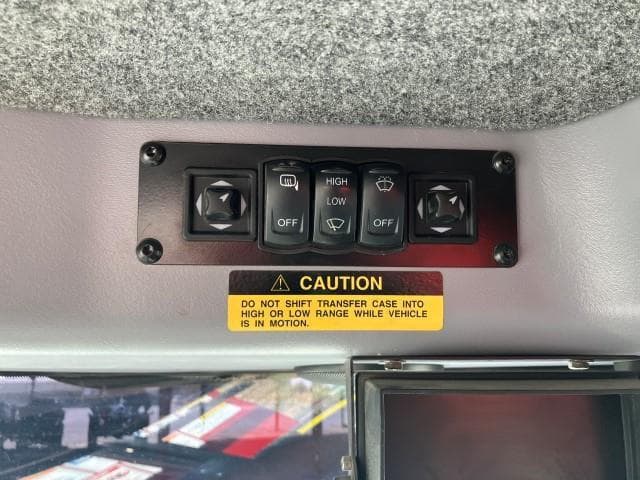 HIGH
LOW
OFF
OFF
CAUTION
DO NOT SHIFT TRANSFER CASE INTO
HIGH OR LOW RANGE WHILE VEHICLE
IS IN MOTION.